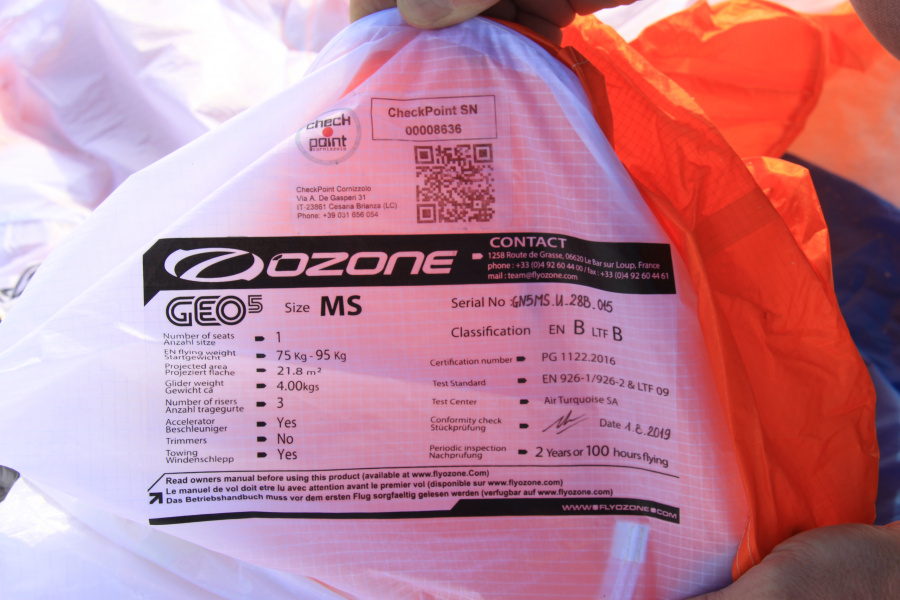 CheckPoint SN
00008636
check point
CORNIZZOLO
CheckPoint Cornizzolo
Via A. De Gasperi 31
IT-23861 Cesana Brianza (LC)
Phone: +39 031 656 054
OZONE
CONTACT
1258 Route de Grasse, 06620 Le Bar sur Loup, France
phone : +33 (0)4 92 60 44 00 / fax : +33 (0)4 92 60 44 61
mail : team@flyozone.com
GEO5 Size MS
Serial No : GN5MS.U.28B.015
Classification EN B LTF B
Number of seats
Anzahl sitze
1
EN flying weight
Startgewicht
75 Kg - 95 Kg
Projected area
Projeziert flache
21.8 m²
Glider weight
Gewicht ca
4.00kgs
Number of risers
Anzahl tragegurte
3
Accelerator
Beschleuniger
Yes
Trimmers
No
Towing
Windenschlepp
Yes
Certification number PG 1122.2016
Test Standard EN 926-1/926-2 & LTF 09
Test Center Air Turquoise SA
Conformity check
Stückprüfung
Date 1.8.2019
Periodic inspection
Nachprüfung
2 Years or 100 hours flying
Read owners manual before using this product (available at www.flyozone.Com)
Le manuel de vol doit etre lu avec attention avant le premier vol (disponible sur www.flyozone.com)
Das Betriebshandbuch muss vor dem ersten Flug sorgfaeltig gelesen werden (verfugbar auf www.flyozone.com)
WWW.FLYOZONE.COM